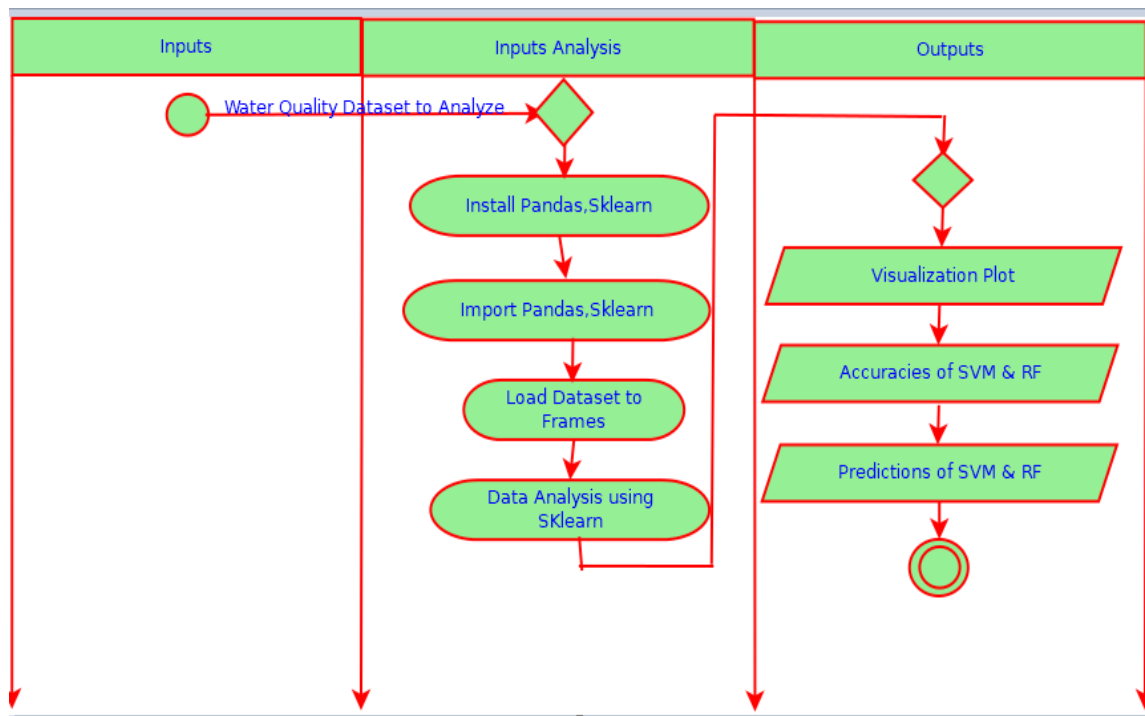 Inputs
Inputs Analysis
Outputs
Water Quality Dataset to Analyze
Install Pandas,Sklearn
Import Pandas,Sklearn
Load Dataset to
Frames
Data Analysis using
SKlearn
Visualization Plot
Accuracies of SVM & RF
Predictions of SVM & RF